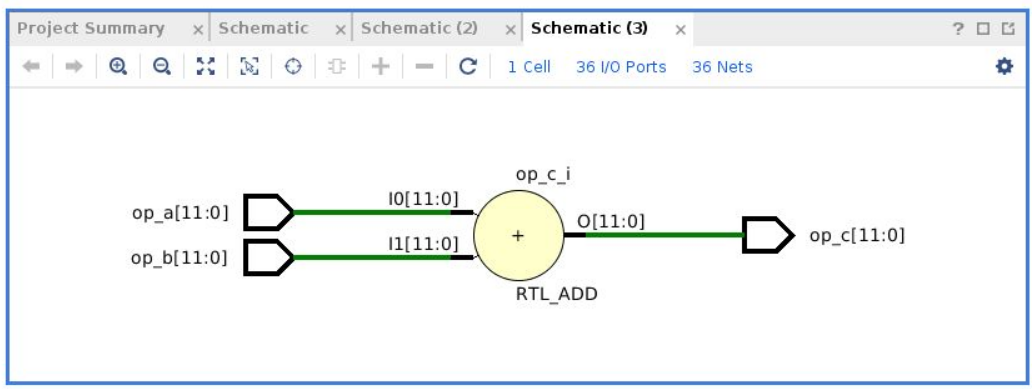 Project Summary × Schematic × Schematic (2) × Schematic (3) × ?
1 Cell 36 I/O Ports 36 Nets
op_c_i
op_a[11:0] I0[11:0]
+ O[11:0] op_c[11:0]
op_b[11:0] I1[11:0]
RTL_ADD